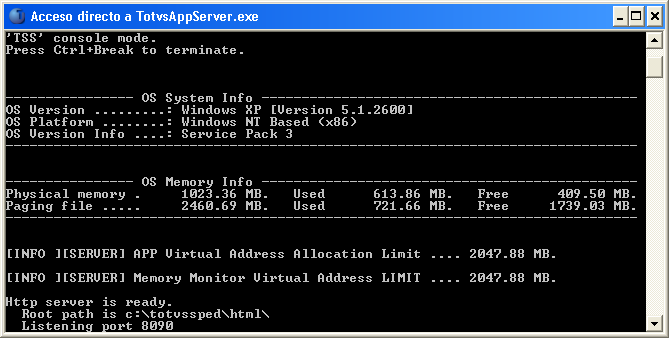 Acceso directo a TotvsAppServer.exe
'TSS' console mode.
Press Ctrl+Break to terminate.
--------------- OS System Info ---------------------------------------------
OS Version .........: Windows XP [Version 5.1.2600]
OS Platform ........: Windows NT Based (x86)
OS Version Info ....: Service Pack 3
----------------------------------------------------------------------------
--------------- OS Memory Info ---------------------------------------------
Physical memory . 1023.36 MB. Used 613.86 MB. Free 409.50 MB.
Paging file ..... 2460.69 MB. Used 721.66 MB. Free 1739.03 MB.
----------------------------------------------------------------------------
[INFO ][SERVER] APP Virtual Address Allocation Limit .... 2047.88 MB.
[INFO ][SERVER] Memory Monitor Virtual Address LIMIT .... 2047.88 MB.
Http server is ready.
Root path is c:\totvssped\html\
Listening port 8090